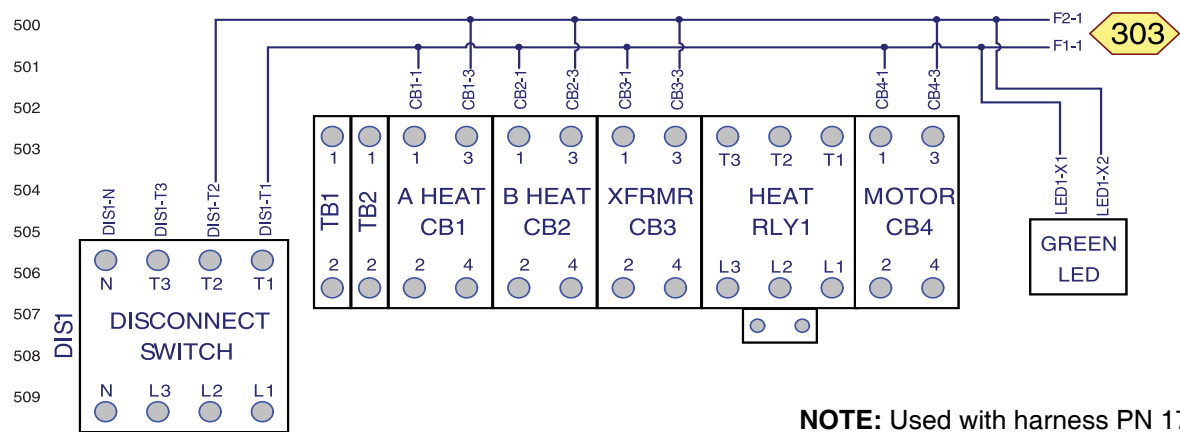 500
F2-1
303
F1-1
501
CB1-1
CB1-3
CB2-1
CB2-3
CB3-1
CB3-3
CB4-1
CB4-3
502
503
1 1 1 3 1 3 1 3 T3 T2 T1 1 3
504
DIS1-N
DIS1-T3
DIS1-T2
DIS1-T1
LED1-X1
LED1-X2
TB1
TB2
A HEAT
CB1
B HEAT
CB2
XFRMR
CB3
HEAT
RLY1
MOTOR
CB4
505
GREEN
LED
506
2 2 2 4 2 4 2 4 L3 L2 L1 2 4
N T3 T2 T1
507
DIS1
DISCONNECT
SWITCH
508
N L3 L2 L1
509
NOTE: Used with harness PN 17